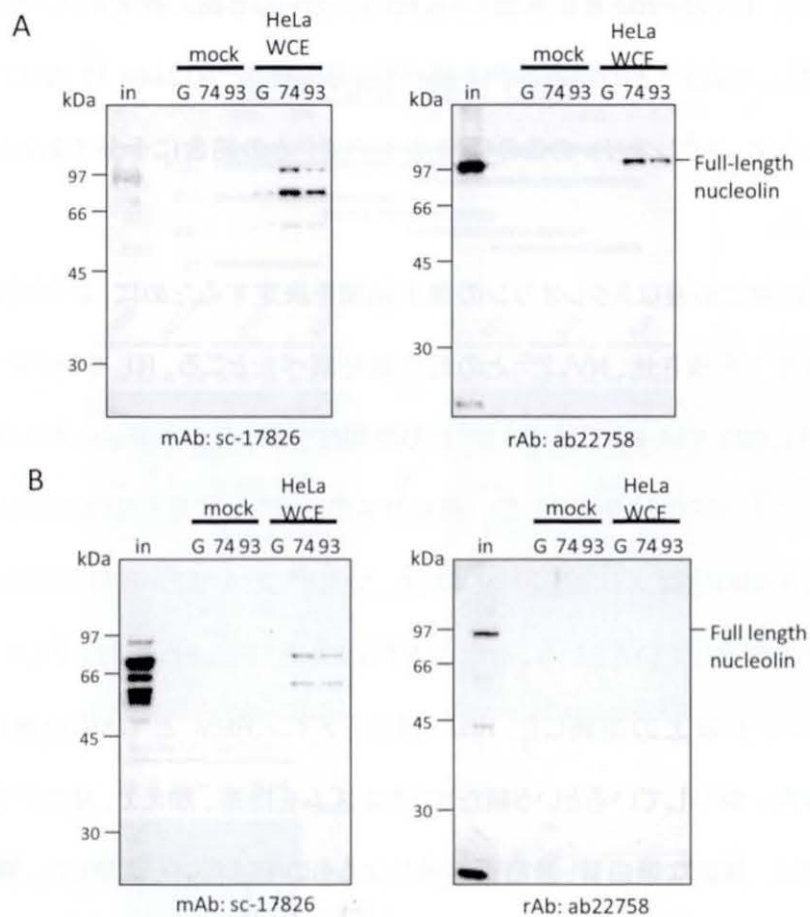 A
HeLa
mock WCE
kDa in G 74 93 G 74 93
97
66
45
30
mAb: sc-17826
HeLa
mock WCE
kDa in G 74 93 G 74 93
97
66
45
30
Full-length
nucleolin
rAb: ab22758
B
HeLa
mock WCE
kDa in G 74 93 G 74 93
97
66
45
30
mAb: sc-17826
HeLa
mock WCE
kDa in G 74 93 G 74 93
97
66
45
30
Full length
nucleolin
rAb: ab22758